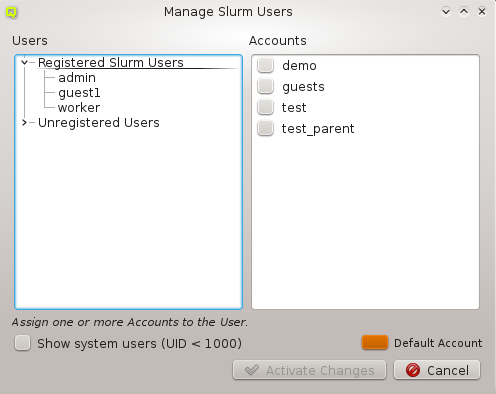 Manage Slurm Users
Users
Accounts
Registered Slurm Users
admin
guest1
worker
Unregistered Users
demo
guests
test
test_parent
Assign one or more Accounts to the User.
Show system users (UID < 1000)
Default Account
Activate Changes
Cancel